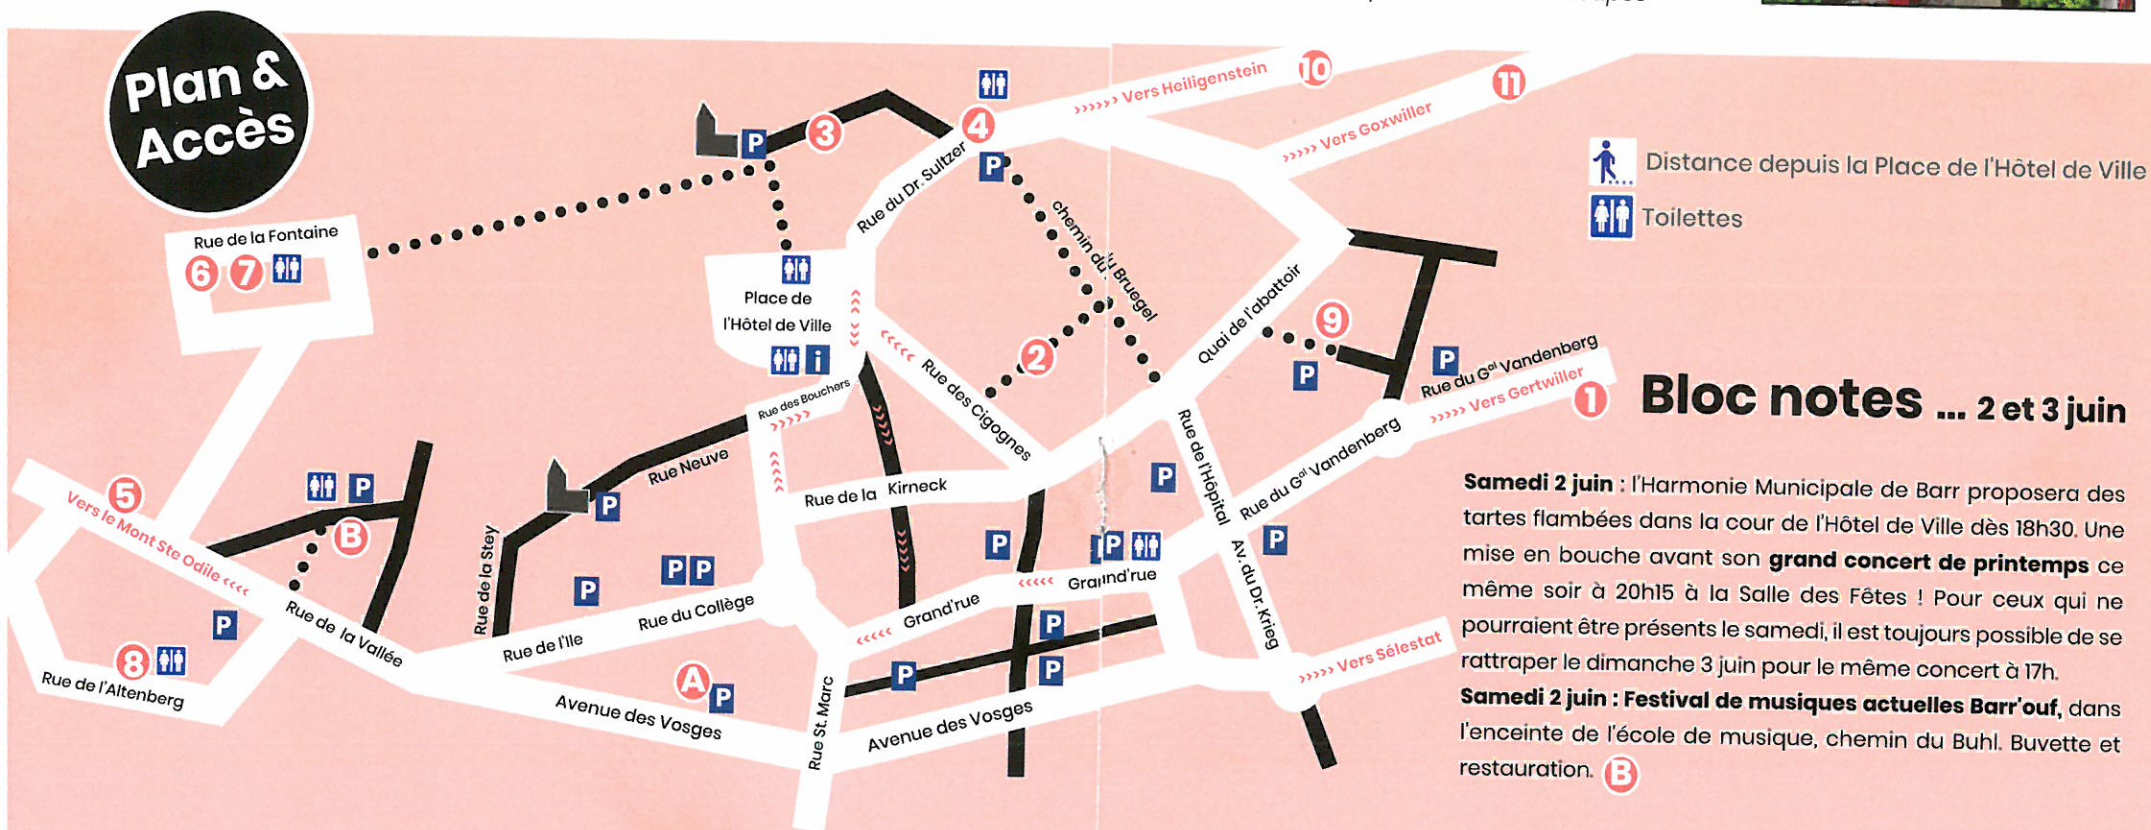 Plan &
Accès
10
Vers Heiligenstein
11
Vers Goxwiller
3
4
P
P
Rue du Dr. Sultzer
Distance depuis la Place de l'Hôtel de Ville
Toilettes
chemin du Bruegel
Rue de la Fontaine
6 7
Place de
l'Hôtel de Ville
i
2
Quai de l'abattoir
9
P
P
Rue du Gal Vandenberg
Vers Gertwiller
1
Rue des Bouchers
Rue des Cigognes
Rue Neuve
Rue de la Kirneck
Rue de l'Hôpital
Rue du Gal Vandenberg
5
Vers le Mont Ste Odile
P
B
P
P
P
P
P
Av. du Dr. Krieg
Rue de la Stey
P
P P
Rue du Collège
Rue de l'Ile
Grand'rue
Grand'rue
P
Rue de la Vallée
P
8
Rue de l'Altenberg
A
P
P
P
Vers Sélestat
Avenue des Vosges
Rue St. Marc
Avenue des Vosges
Bloc notes ... 2 et 3 juin
Samedi 2 juin : l'Harmonie Municipale de Barr proposera des
tartes flambées dans la cour de l'Hôtel de Ville dès 18h30. Une
mise en bouche avant son grand concert de printemps ce
même soir à 20h15 à la Salle des Fêtes ! Pour ceux qui ne
pourraient être présents le samedi, il est toujours possible de se
rattraper le dimanche 3 juin pour le même concert à 17h.
Samedi 2 juin : Festival de musiques actuelles Barr'ouf, dans
l'enceinte de l'école de musique, chemin du Buhl. Buvette et
restauration. B